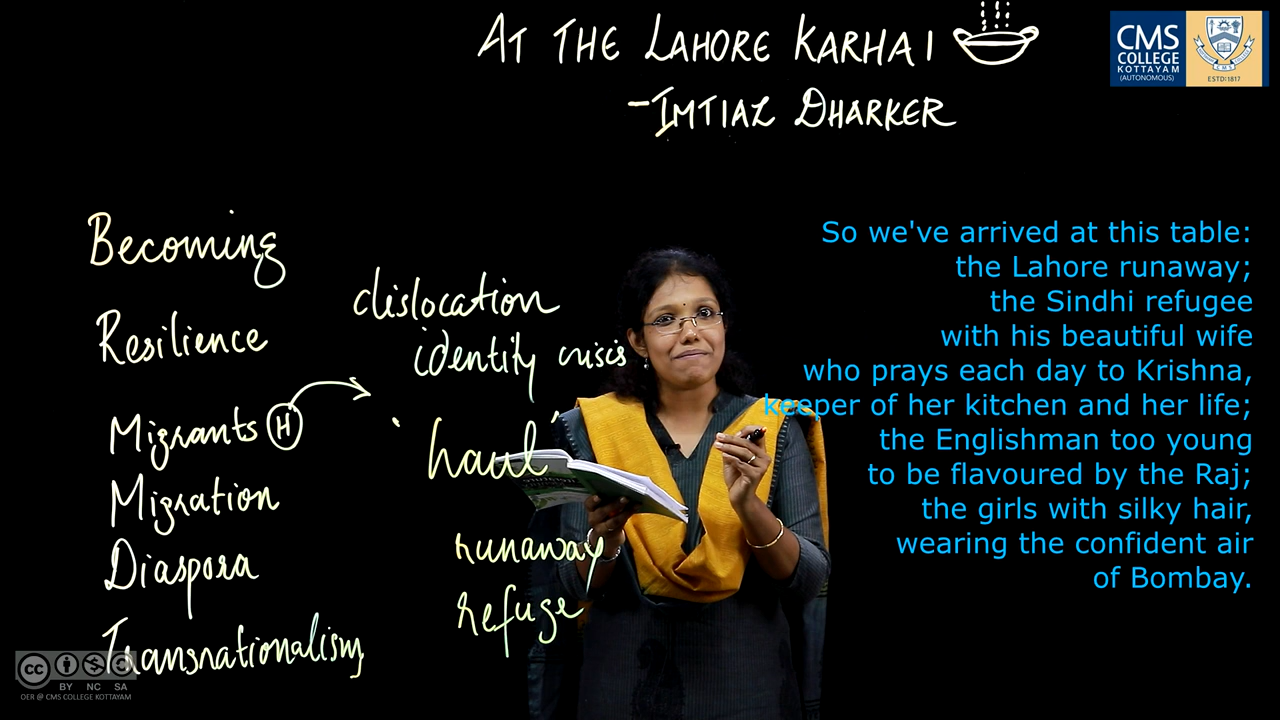 AT THE LAHORE KARHAI
- IMTIAZ DHARKER
CMS
COLLEGE
KOTTAYAM
(AUTONOMOUS)
ESTD:1817
Becoming
Resilience
Migrants H
Migration
Diaspora
Transnationalism
dislocation
identity crisis
'haul'
runaway
refuge
So we've arrived at this table:
the Lahore runaway;
the Sindhi refugee
with his beautiful wife
who prays each day to Krishna,
keeper of her kitchen and her life;
the Englishman too young
to be flavoured by the Raj;
the girls with silky hair,
wearing the confident air
of Bombay.
cc
BY NC SA
OER @ CMS COLLEGE KOTTAYAM